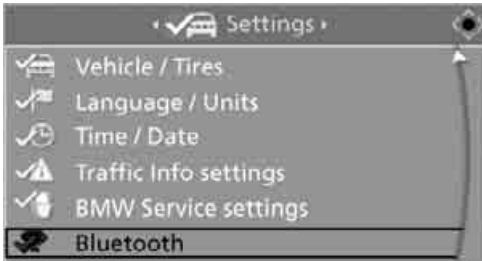 Settings
Vehicle / Tires
Language / Units
Time / Date
Traffic Info settings
BMW Service settings
Bluetooth